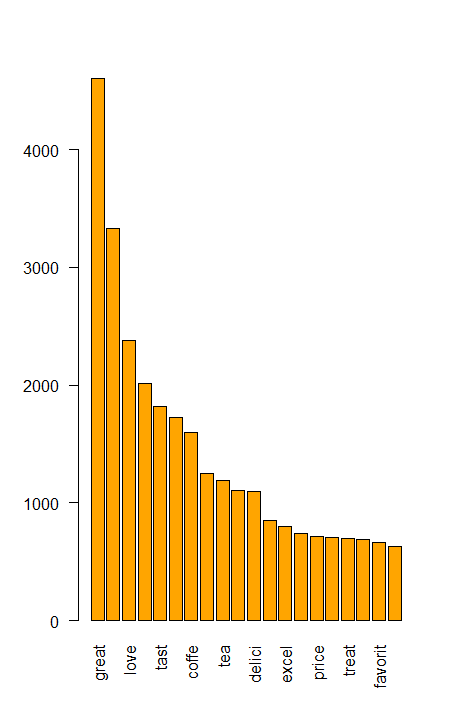 4000
3000
2000
1000
0
great
love
tast
coffe
tea
delici
excel
price
treat
favorit